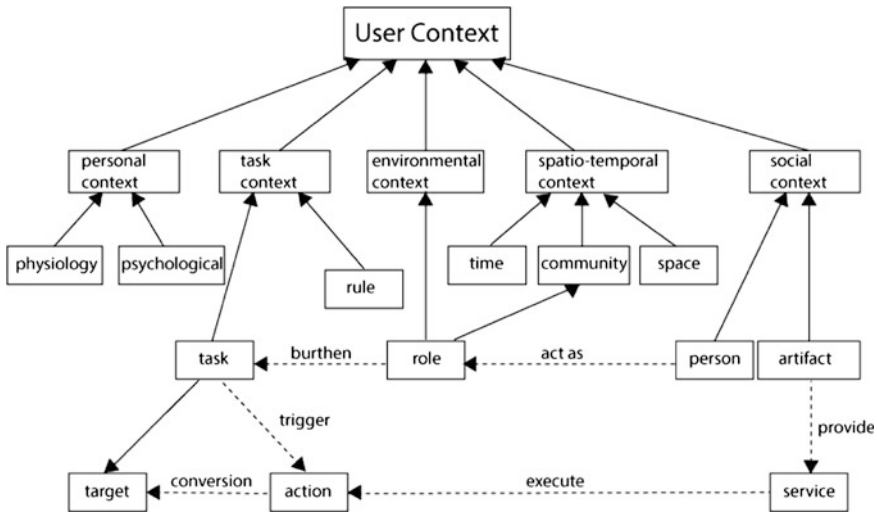 User Context
personal
context
task
context
environmental
context
spatio-temporal
context
social
context
physiology
psychological
rule
time
community
space
task
burthen
role
act as
person
artifact
trigger
provide
target
conversion
action
execute
service